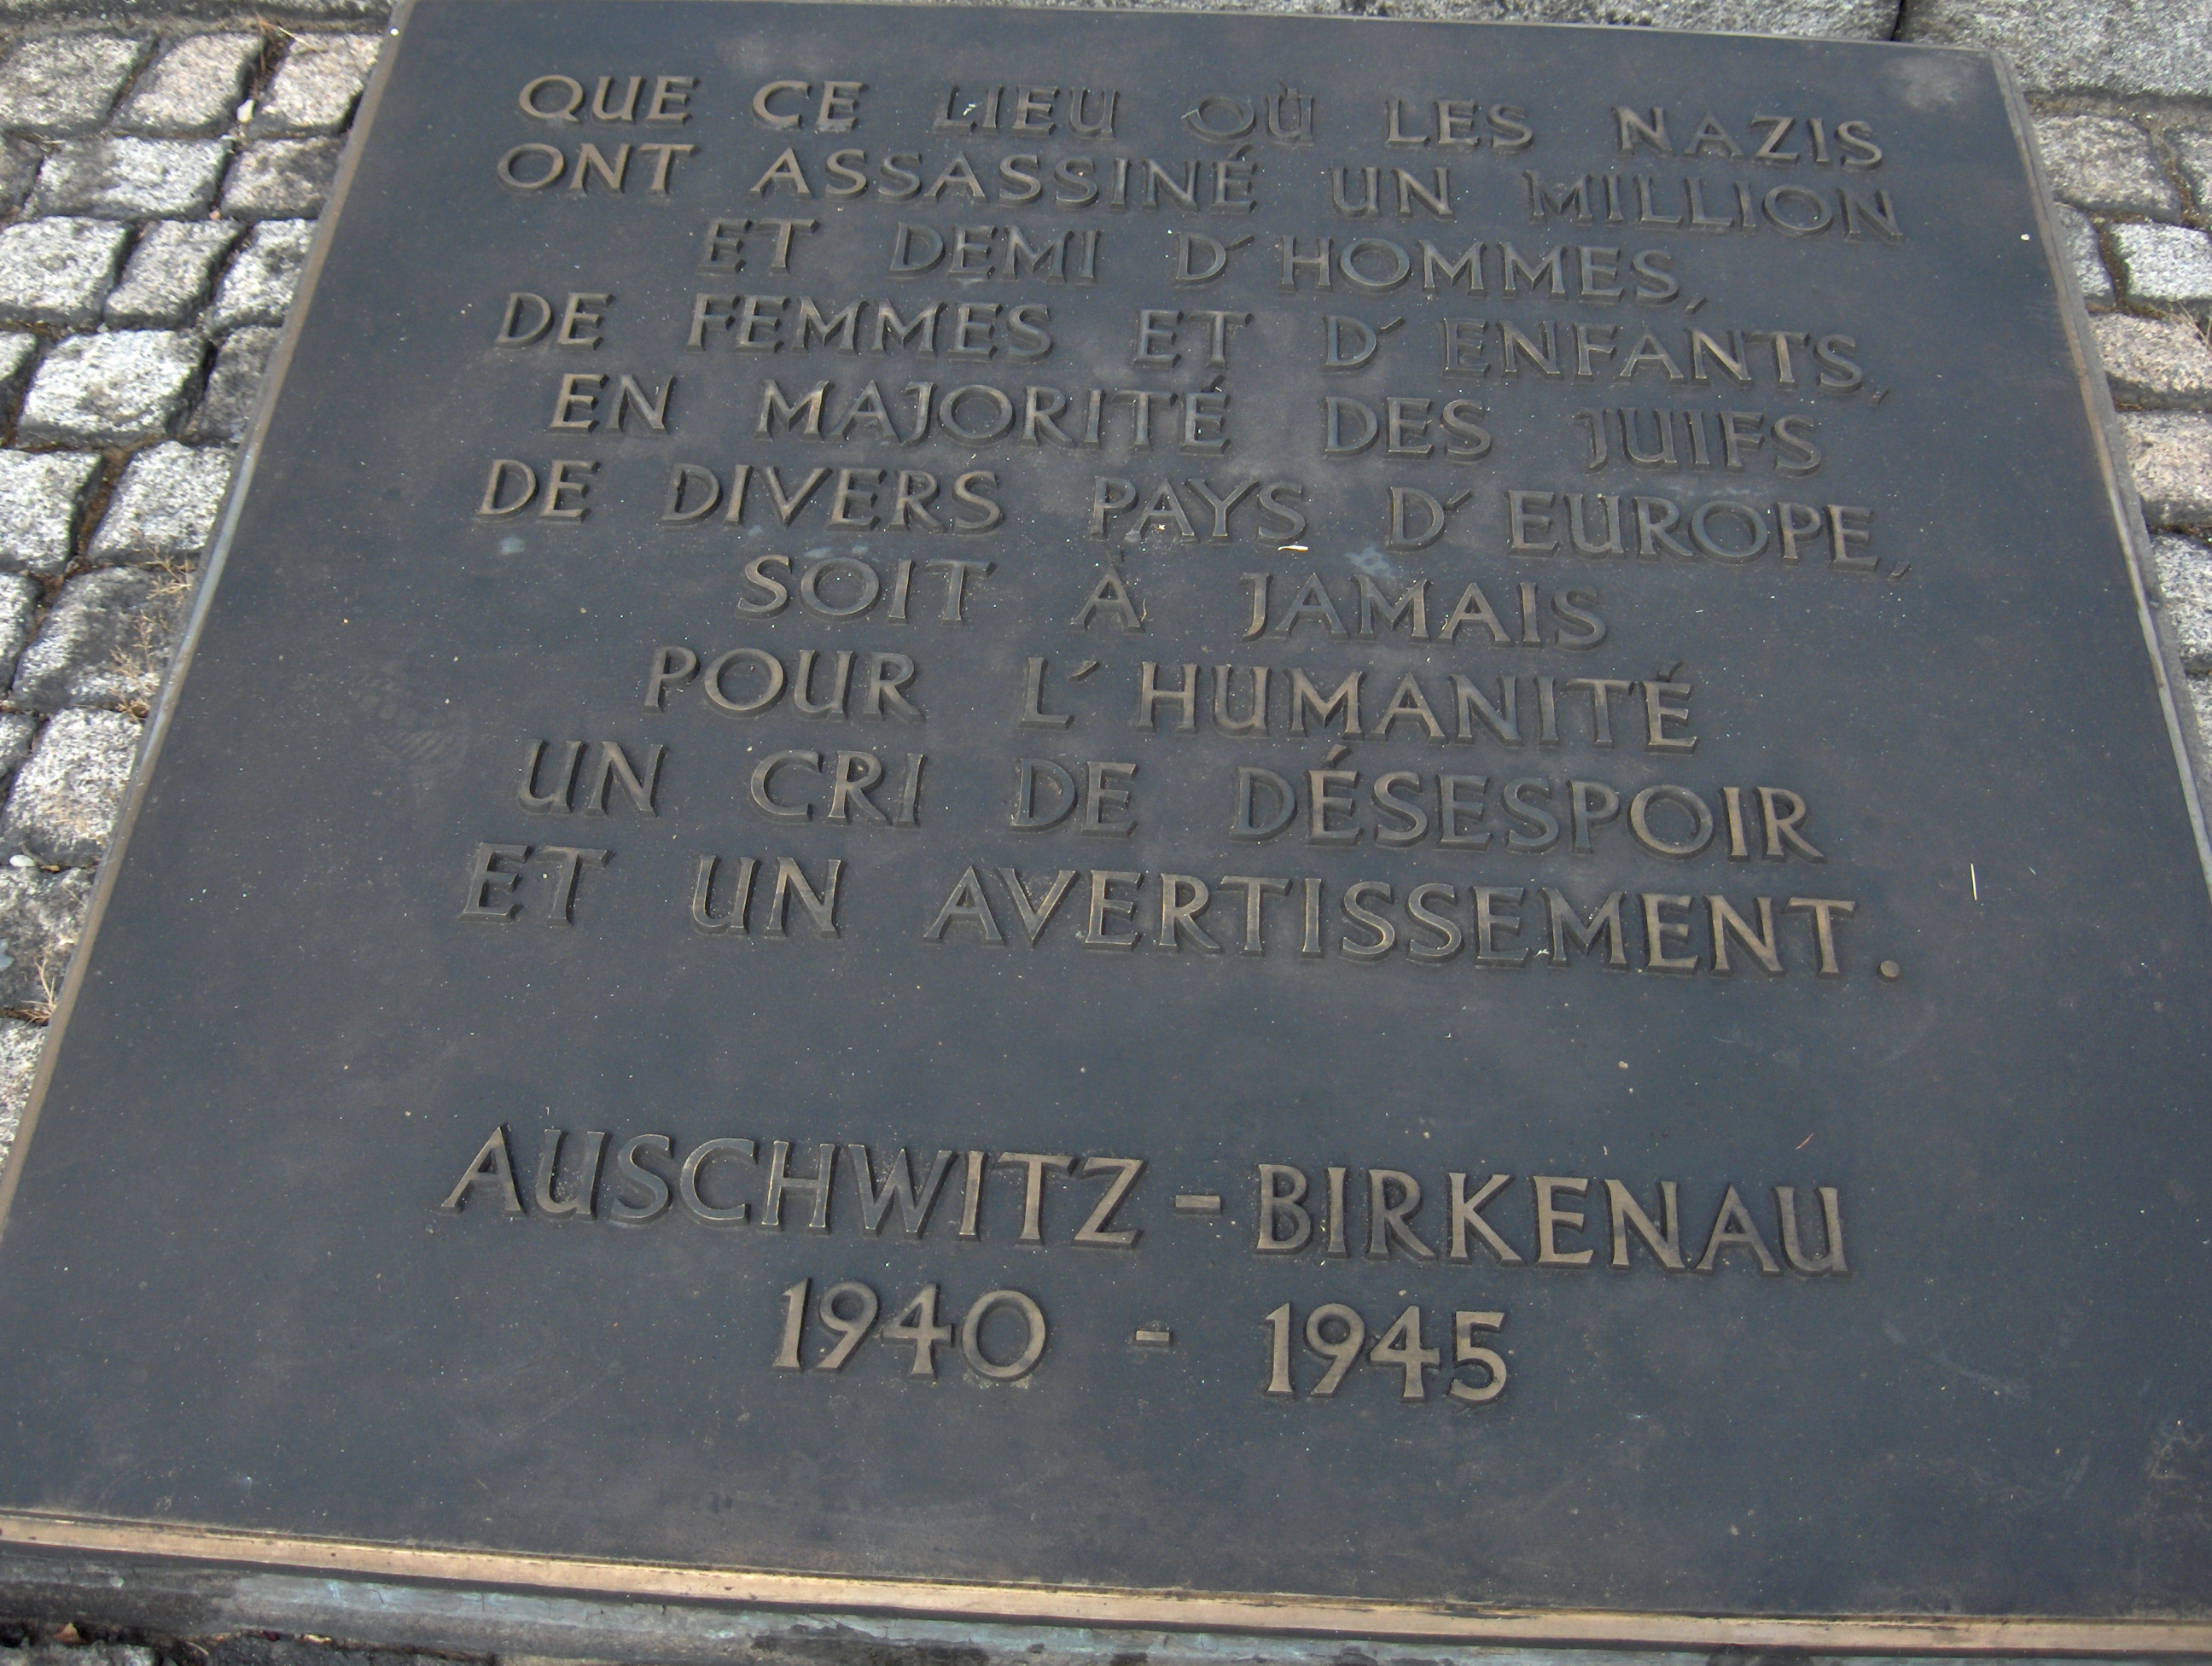 QUE CE LIEU OÙ LES NAZIS
ONT ASSASSINÉ UN MILLION
ET DEMI D'HOMMES,
DE FEMMES ET D'ENFANTS,
EN MAJORITÉ DES JUIFS
DE DIVERS PAYS D'EUROPE,
SOIT À JAMAIS
POUR L'HUMANITÉ
UN CRI DE DÉSESPOIR
ET UN AVERTISSEMENT.
AUSCHWITZ-BIRKENAU
1940 - 1945